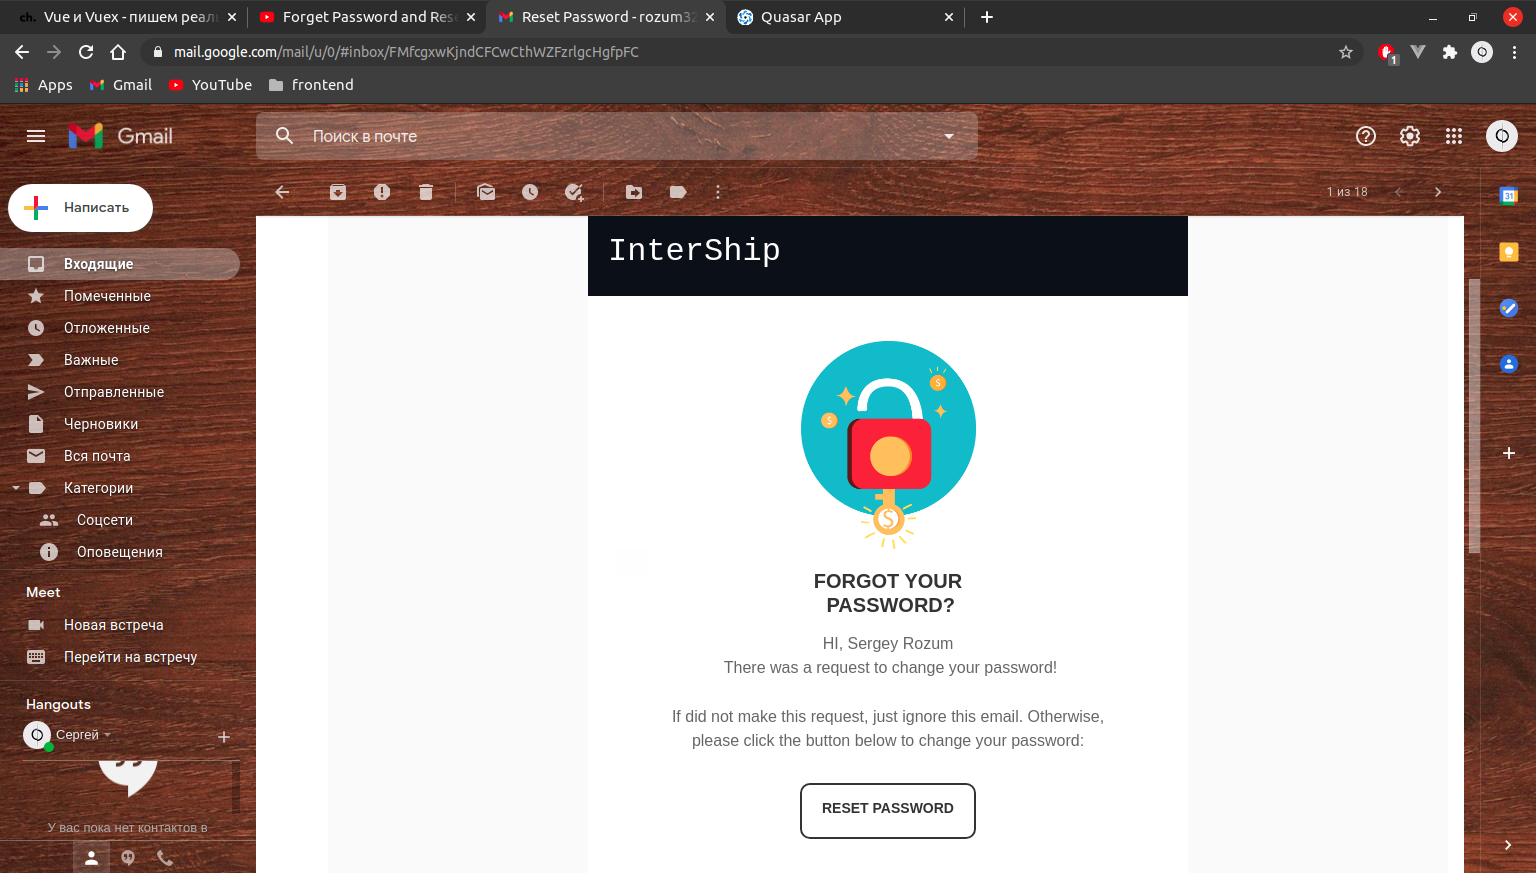 ch. Vue и Vuex - пишем реал
Forget Password and Res
Reset Password - rozum32
Quasar App
mail.google.com/mail/u/0/#inbox/FMfcgxwKjndCFCwCthWZFzrlgcHgfpFC
1
Apps
Gmail
YouTube
frontend
Gmail
Поиск в почте
Написать
1 из 18
31
Входящие
Помеченные
Отложенные
Важные
Отправленные
Черновики
Вся почта
Категории
Соцсети
Оповещения
Meet
Новая встреча
Перейти на встречу
Hangouts
Сергей
У вас пока нет контактов в
InterShip
$
$
$
FORGOT YOUR
PASSWORD?
HI, Sergey Rozum
There was a request to change your password!
If did not make this request, just ignore this email. Otherwise,
please click the button below to change your password:
RESET PASSWORD